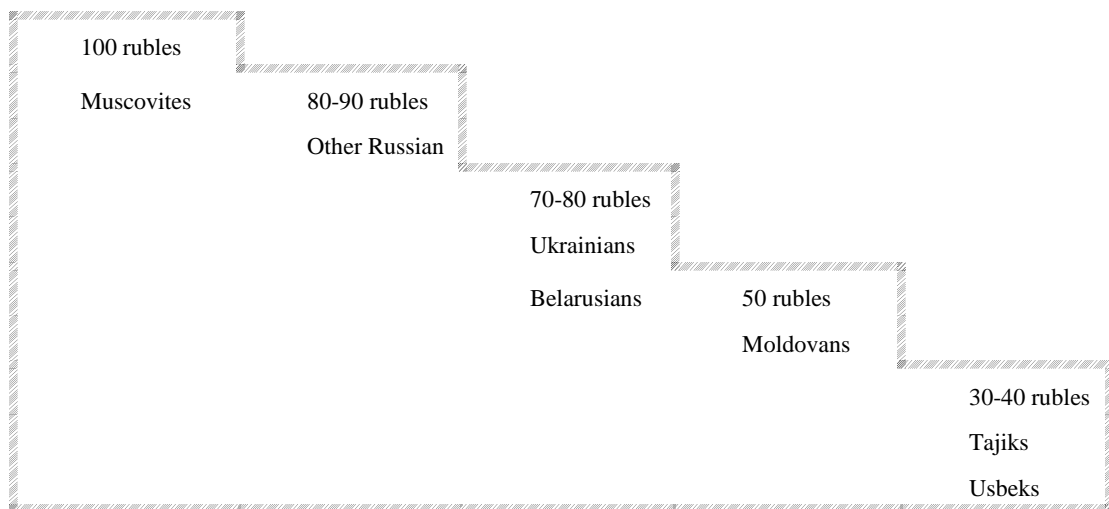 100 rubles
Muscovites
80-90 rubles
Other Russian
70-80 rubles
Ukrainians
Belarusians
50 rubles
Moldovans
30-40 rubles
Tajiks
Usbeks